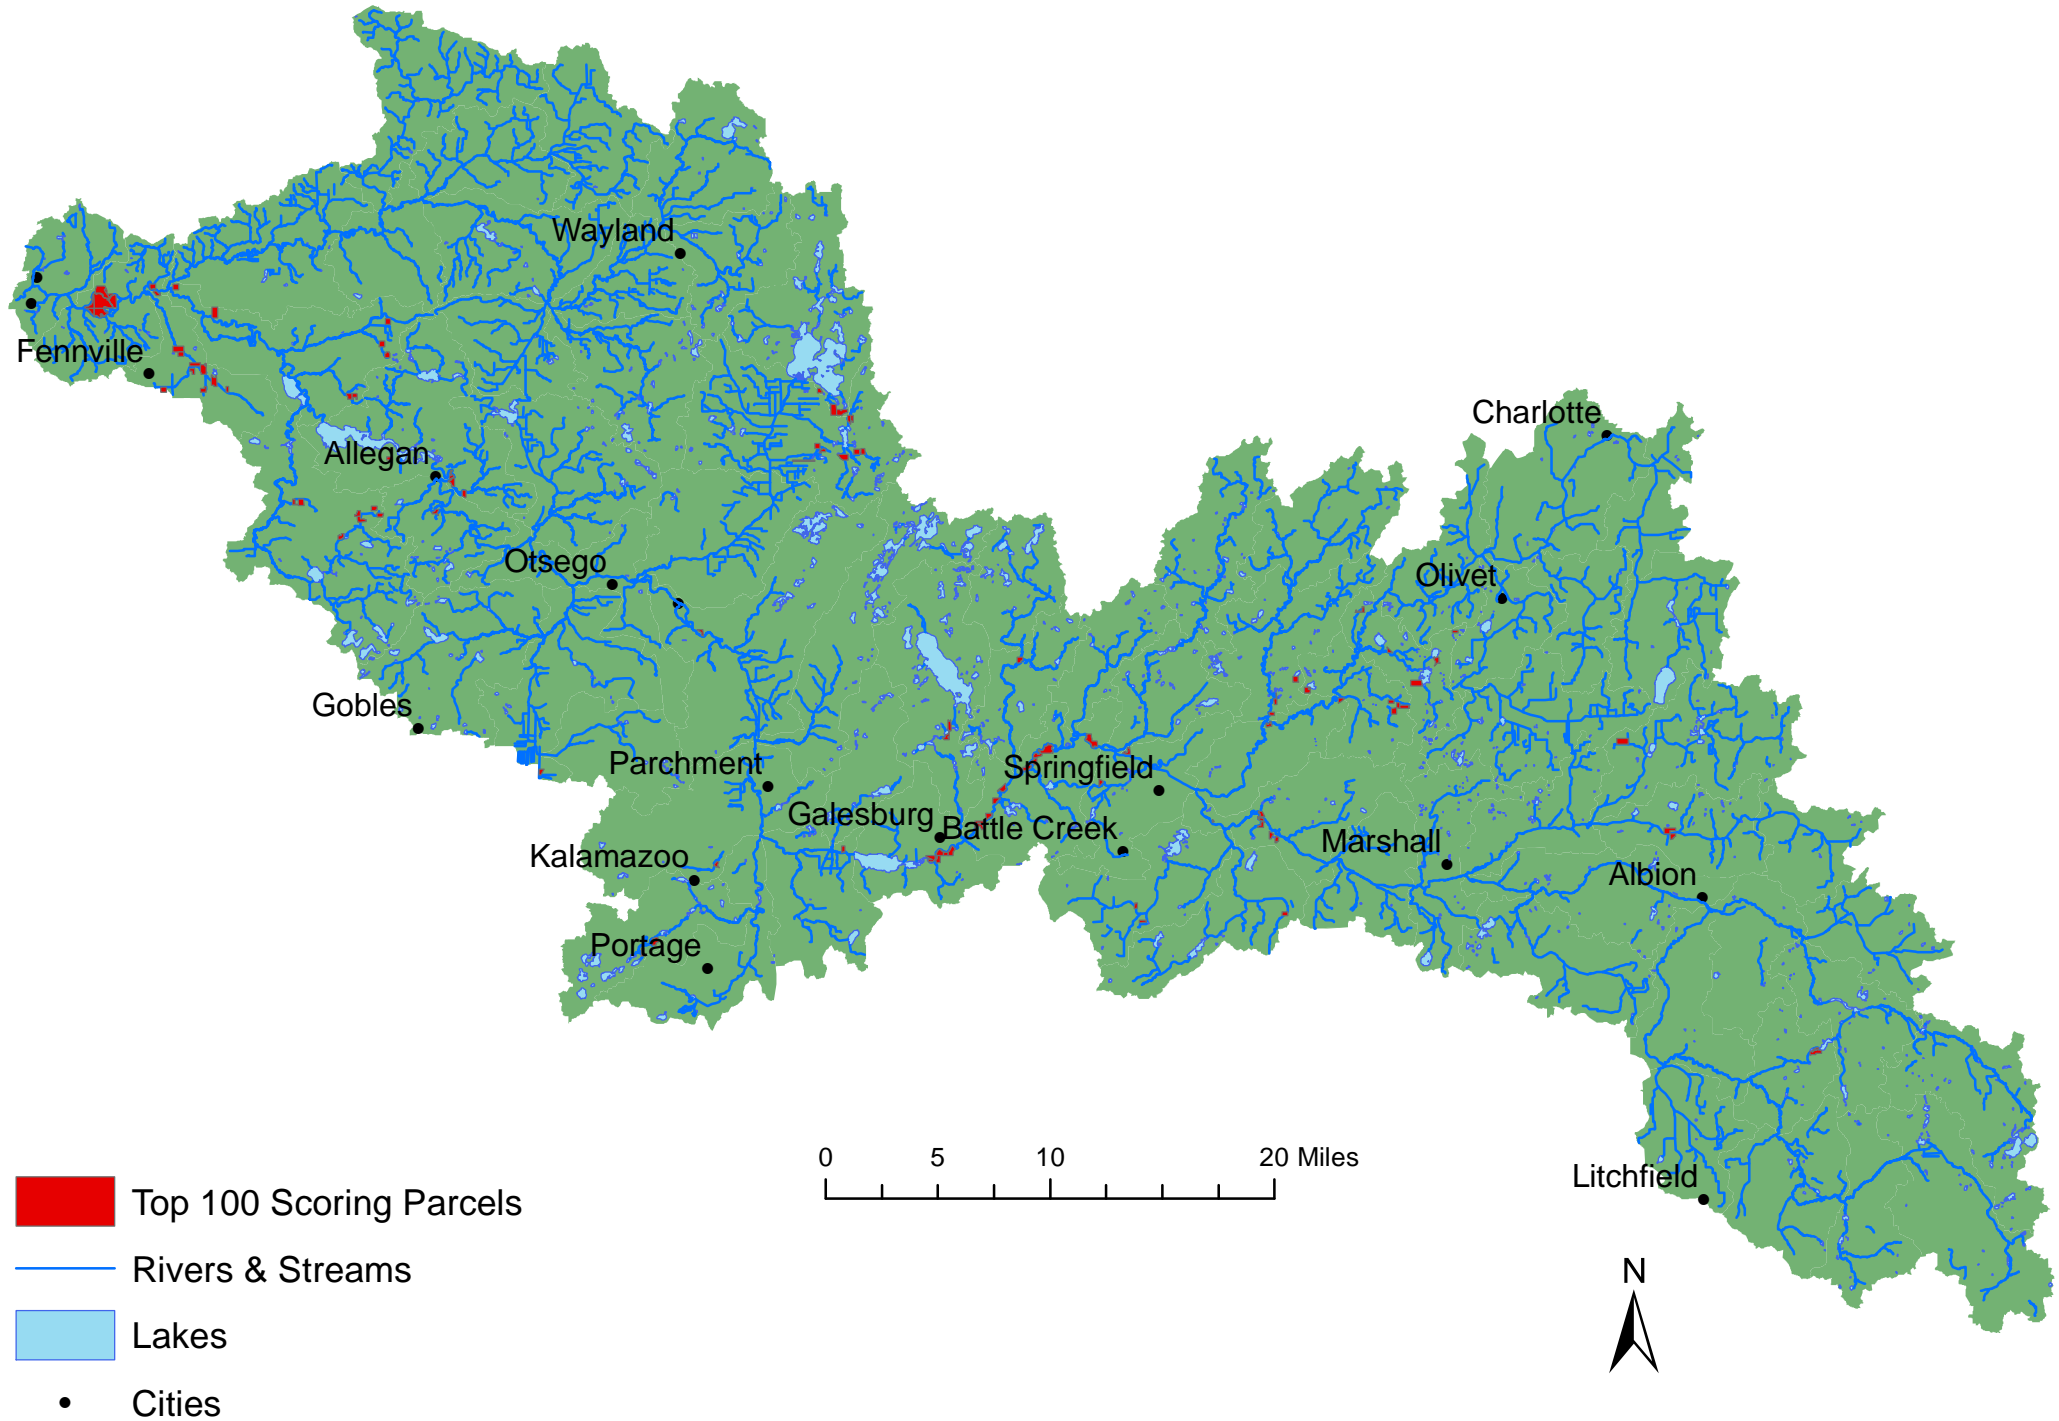 Wayland
Fennville
Charlotte
Allegan
Otsego
Olivet
Gobles
Parchment
Springfield
Galesburg
Battle Creek
Marshall
Kalamazoo
Albion
Portage
0 5 10 20 Miles
Litchfield
Top 100 Scoring Parcels
Rivers & Streams
N
Lakes
Cities